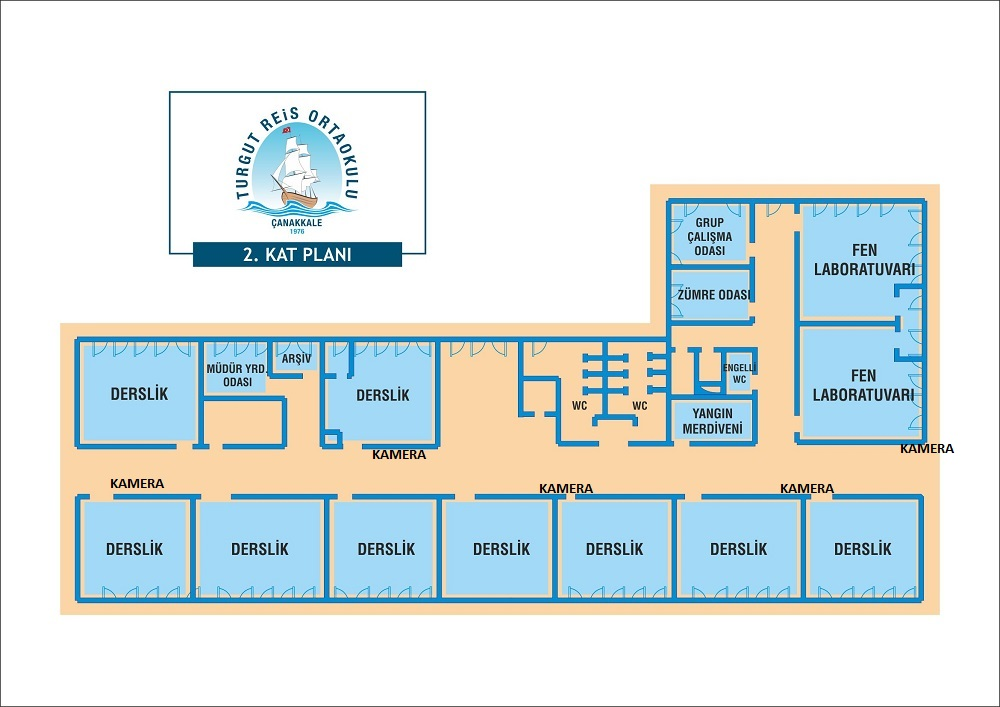 TURGUT REİS ORTAOKULU
ÇANAKKALE
1976
2. KAT PLANI
GRUP
ÇALIŞMA
ODASI
FEN
LABORATUVARI
ZÜMRE ODASI
DERSLİK
MÜDÜR YRD.
ODASI
ARŞİV
DERSLİK
WC
WC
ENGELLİ
WC
YANGIN
MERDİVENİ
FEN
LABORATUVARI
KAMERA
KAMERA
KAMERA
KAMERA
KAMERA
DERSLİK
DERSLİK
DERSLİK
DERSLİK
DERSLİK
DERSLİK
DERSLİK